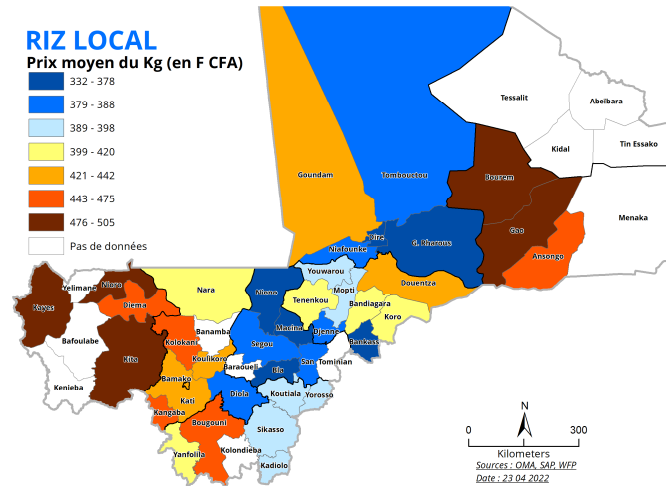 RIZ LOCAL
Prix moyen du Kg (en F CFA)
332 - 378
379 - 388
389 - 398
399 - 420
421 - 442
443 - 475
476 - 505
Pas de données
Tessalit
Abeibara
Kidal
Tin Essako
Goundam
Tombouctou
Bourem
Menaka
Dire
G. Rharous
Gao
Ansongo
Niafounke
Youwarou
Douentza
Yelimane
Niora
Nara
Niono
Tenenkou
Mopti
Bandiagara
Koro
Kayes
Diema
Bafoulabe
Kolokani
Banamba
Macina
Djenne
Bankass
Segou
Kita
Koulikoro
Baraoueli
San
Tominian
Bla
Kenieba
Bamako
Kati
Diola
Koutiala
Yorosso
Kangaba
Bougouni
Sikasso
Yanfolila
Kolondieba
Kadiolo
N
0 300
Kilometers
Sources : OMA, SAP, WFP
Date : 23 04 2022